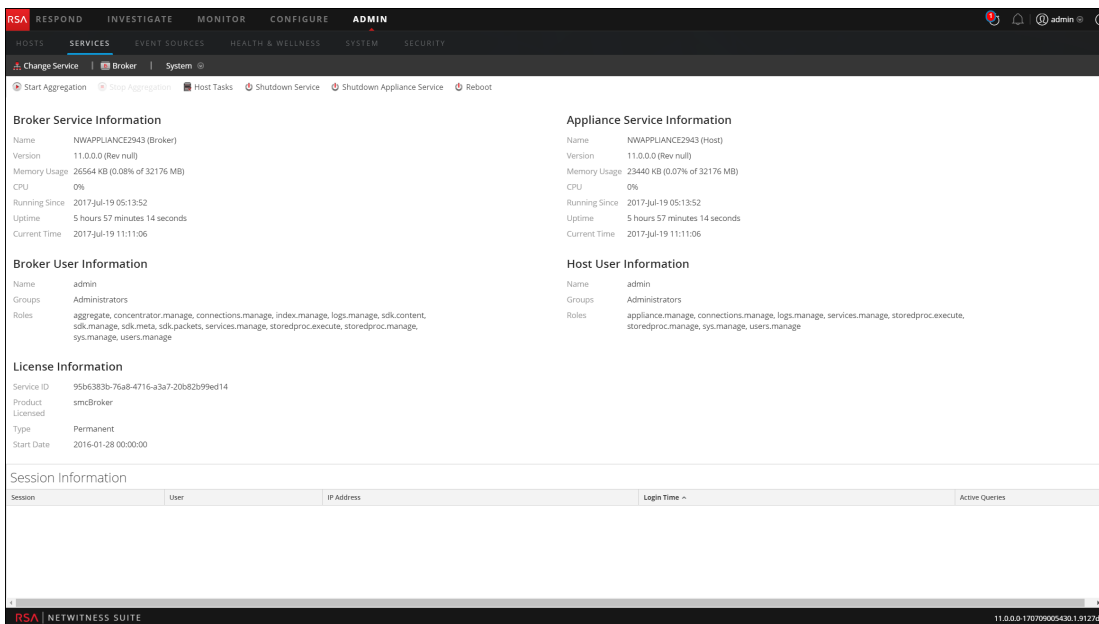 RSA RESPOND INVESTIGATE MONITOR CONFIGURE ADMIN 1 admin
HOSTS SERVICES EVENT SOURCES HEALTH & WELLNESS SYSTEM SECURITY
Change Service | Broker | System
Start Aggregation Stop Aggregation Host Tasks Shutdown Service Shutdown Appliance Service Reboot
Broker Service Information
Name NWAPPLIANCE2943 (Broker)
Version 11.0.0.0 (Rev null)
Memory Usage 26564 KB (0.08% of 32176 MB)
CPU 0%
Running Since 2017-Jul-19 05:13:52
Uptime 5 hours 57 minutes 14 seconds
Current Time 2017-Jul-19 11:11:06
Appliance Service Information
Name NWAPPLIANCE2943 (Host)
Version 11.0.0.0 (Rev null)
Memory Usage 23440 KB (0.07% of 32176 MB)
CPU 0%
Running Since 2017-Jul-19 05:13:52
Uptime 5 hours 57 minutes 14 seconds
Current Time 2017-Jul-19 11:11:06
Broker User Information
Name admin
Groups Administrators
Roles aggregate, concentrator.manage, connections.manage, index.manage, logs.manage, sdk.content,
sdk.manage, sdk.meta, sdk.packets, services.manage, storedproc.execute, storedproc.manage,
sys.manage, users.manage
Host User Information
Name admin
Groups Administrators
Roles appliance.manage, connections.manage, logs.manage, services.manage, storedproc.execute,
storedproc.manage, sys.manage, users.manage
License Information
Service ID 95b6383b-76a8-4716-a3a7-20b82b99ed14
Product
Licensed smcBroker
Type Permanent
Start Date 2016-01-28 00:00:00
Session Information
Session User IP Address Login Time Active Queries
RSA | NETWITNESS SUITE 11.0.0.0-170709005430.1.9127d